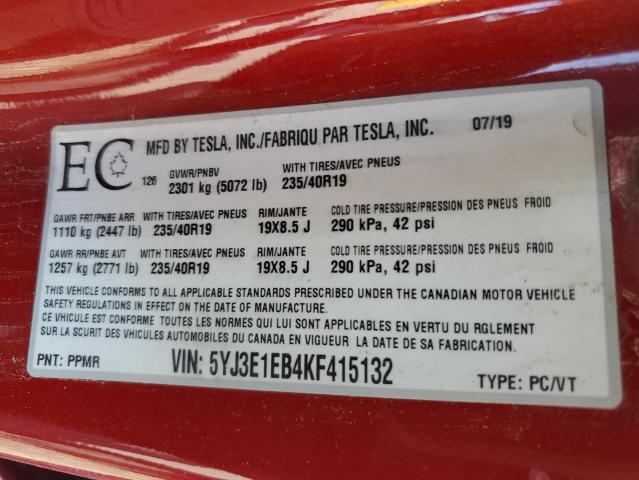 EC
MFD BY TESLA, INC./FABRIQU PAR TESLA, INC. 07/19
126 GVWR/PNBV WITH TIRES/AVEC PNEUS
2301 kg (5072 lb) 235/40R19
GAWR FRT/PNBE ARR WITH TIRES/AVEC PNEUS RIM/JANTE COLD TIRE PRESSURE/PRESSION DES PNEUS FROID
1110 kg (2447 lb) 235/40R19 19X8.5 J 290 kPa, 42 psi
GAWR RR/PNBE AVT WITH TIRES/AVEC PNEUS RIM/JANTE COLD TIRE PRESSURE/PRESSION DES PNEUS FROID
1257 kg (2771 lb) 235/40R19 19X8.5 J 290 kPa, 42 psi
THIS VEHICLE CONFORMS TO ALL APPLICABLE STANDARDS PRESCRIBED UNDER THE CANADIAN MOTOR VEHICLE
SAFETY REGULATIONS IN EFFECT ON THE DATE OF MANUFACTURE.
CE VHICULE EST CONFORME TOUTES LES NORMES QUI LUI SONT APPLICABLES EN VERTU DU RGLEMENT
SUR LA SCURIT DES VHICULES AUTOMOBILES DU CANADA EN VIGUEUR LA DATE DE SA FABRICATION.
PNT: PPMR VIN: 5YJ3E1EB4KF415132 TYPE: PC/VT